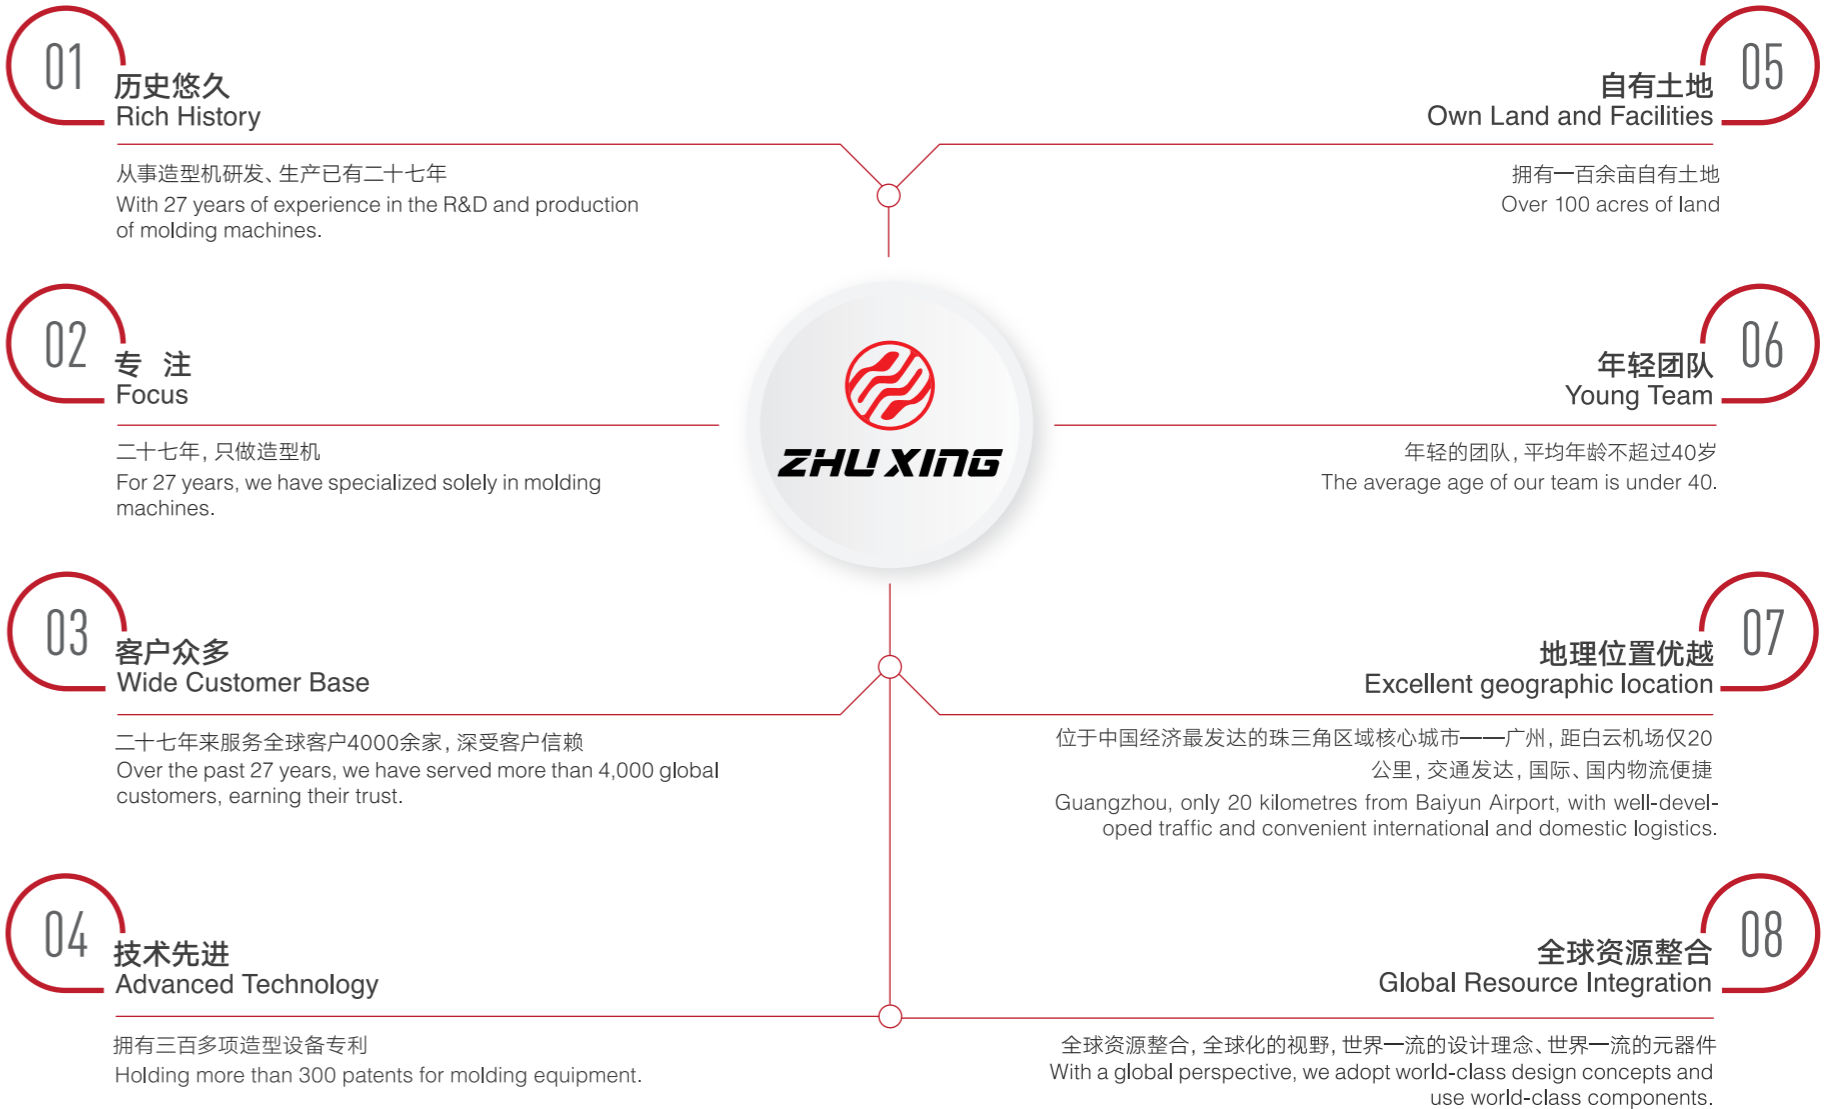 01
历史悠久
Rich History
从事造型机研发、生产已有二十七年
With 27 years of experience in the R&D and production
of molding machines.
02
专 注
Focus
二十七年，只做造型机
For 27 years, we have specialized solely in molding
machines.
03
客户众多
Wide Customer Base
二十七年来服务全球客户4000余家，深受客户信赖
Over the past 27 years, we have served more than 4,000 global
customers, earning their trust.
04
技术先进
Advanced Technology
拥有三百多项造型设备专利
Holding more than 300 patents for molding equipment.
ZHU XING
05
自有土地
Own Land and Facilities
拥有一百余亩自有土地
Over 100 acres of land
06
年轻团队
Young Team
年轻的团队，平均年龄不超过40岁
The average age of our team is under 40.
07
地理位置优越
Excellent geographic location
位于中国经济最发达的珠三角区域核心城市——广州，距白云机场仅20
公里，交通发达，国际、国内物流便捷
Guangzhou, only 20 kilometres from Baiyun Airport, with well-devel-
oped traffic and convenient international and domestic logistics.
08
全球资源整合
Global Resource Integration
全球资源整合，全球化的视野，世界一流的设计理念、世界一流的元器件
With a global perspective, we adopt world-class design concepts and
use world-class components.